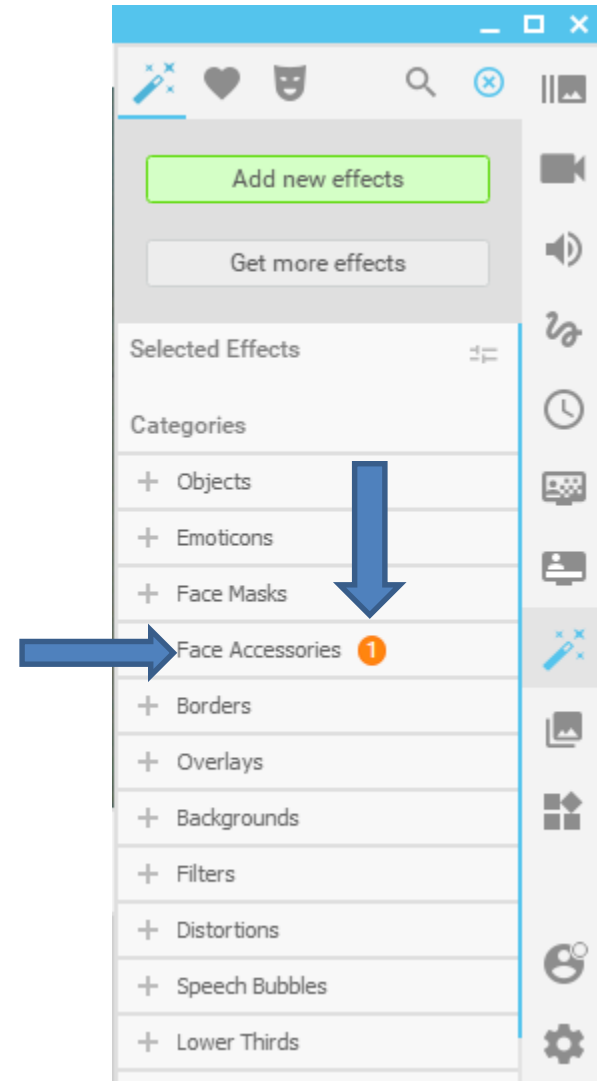 Add new effects
Get more effects
Selected Effects
Categories
Objects
Emoticons
Face Masks
Face Accessories 1
Borders
Overlays
Backgrounds
Filters
Distortions
Speech Bubbles
Lower Thirds